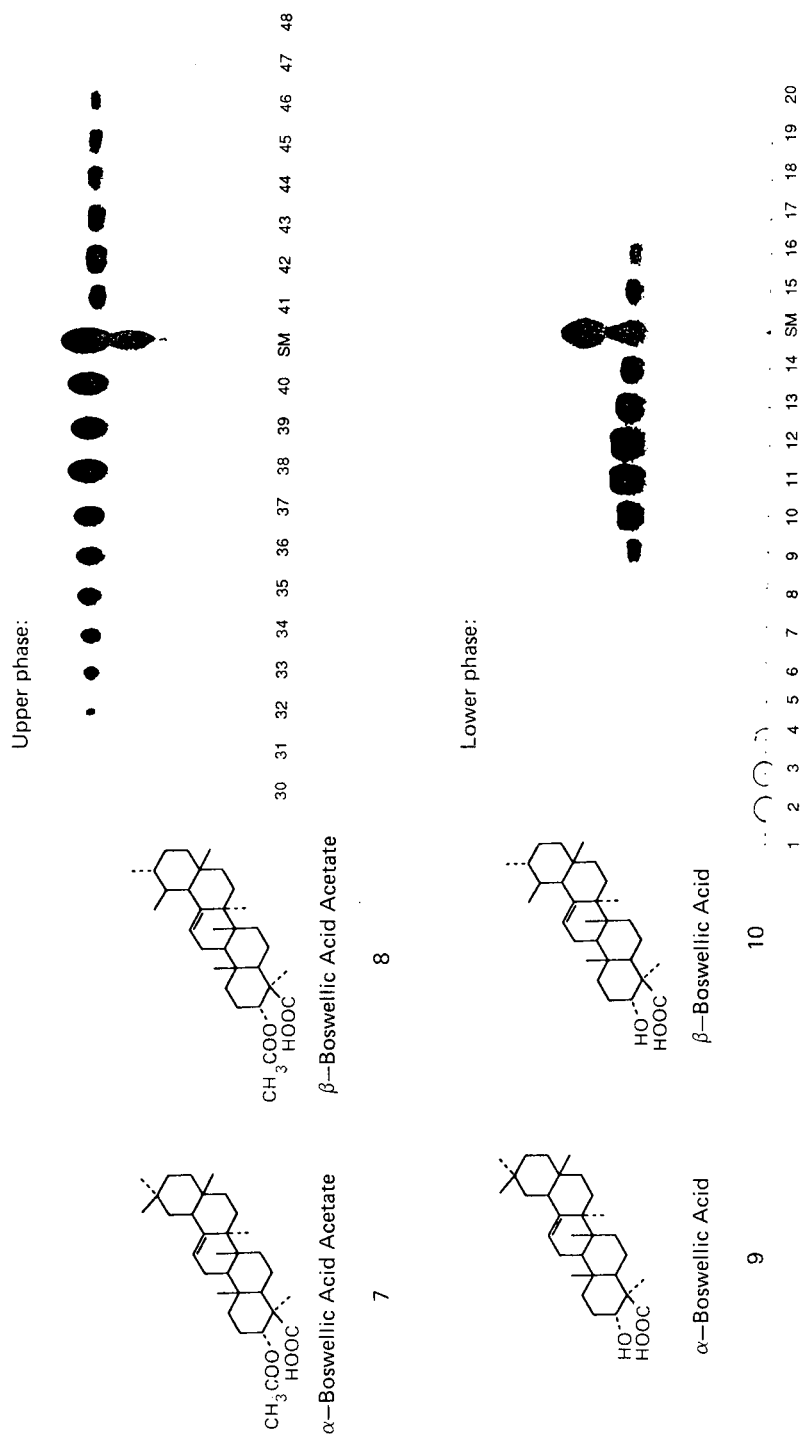 CH3COO
HOOC
α—Boswellic Acid Acetate
7
CH3COO
HOOC
β—Boswellic Acid Acetate
8
Upper phase:
30 31 32 33 34 35 36 37 38 39 40 SM 41 42 43 44 45 46 47 48
HO
HOOC
α—Boswellic Acid
9
HO
HOOC
β—Boswellic Acid
10
Lower phase:
1 2 3 4 5 6 7 8 9 10 11 12 13 14 SM 15 16 17 18 19 20